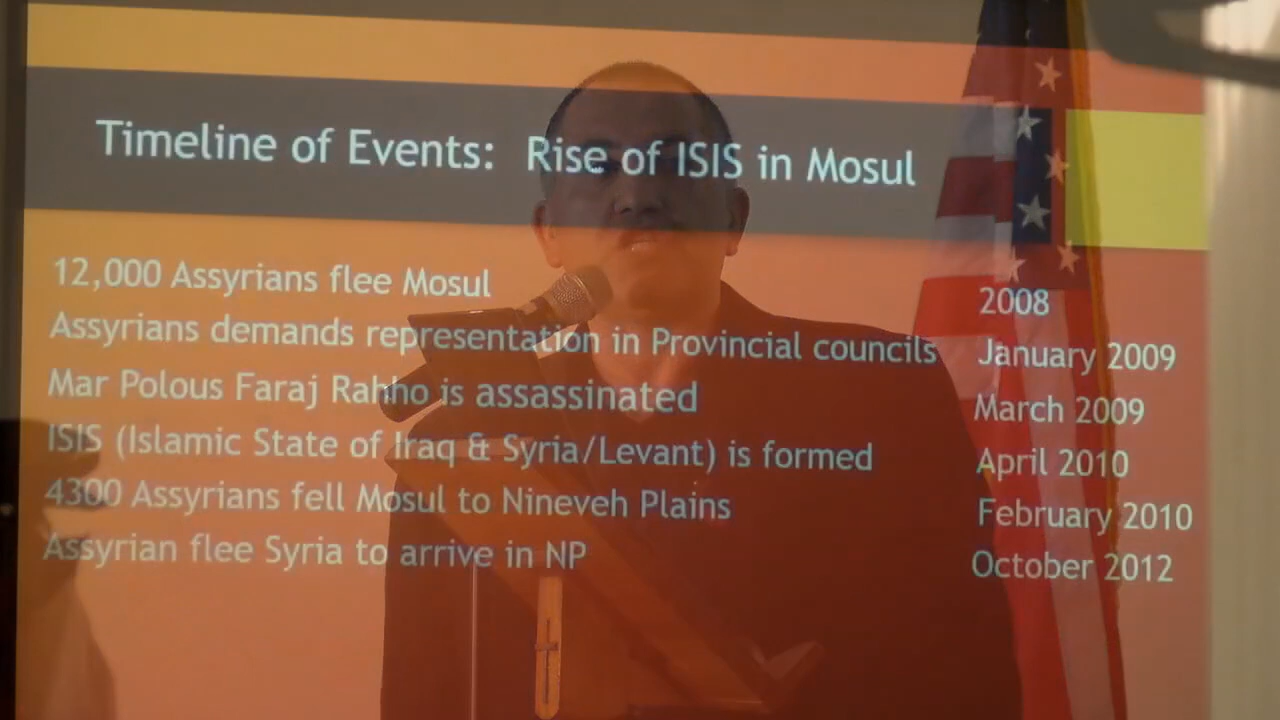 Timeline of Events: Rise of ISIS in Mosul
12,000 Assyrians flee Mosul 2008
Assyrians demands representation in Provincial councils January 2009
Mar Polous Faraj Rahho is assassinated March 2009
ISIS (Islamic State of Iraq & Syria/Levant) is formed April 2010
4300 Assyrians fell Mosul to Nineveh Plains February 2010
Assyrian flee Syria to arrive in NP October 2012